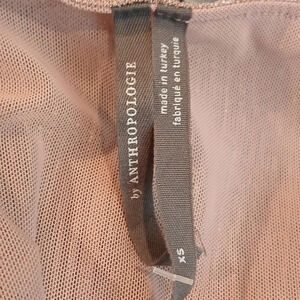 by ANTHROPOLOGIE
made in turkey
fabriqué en turquie
XS